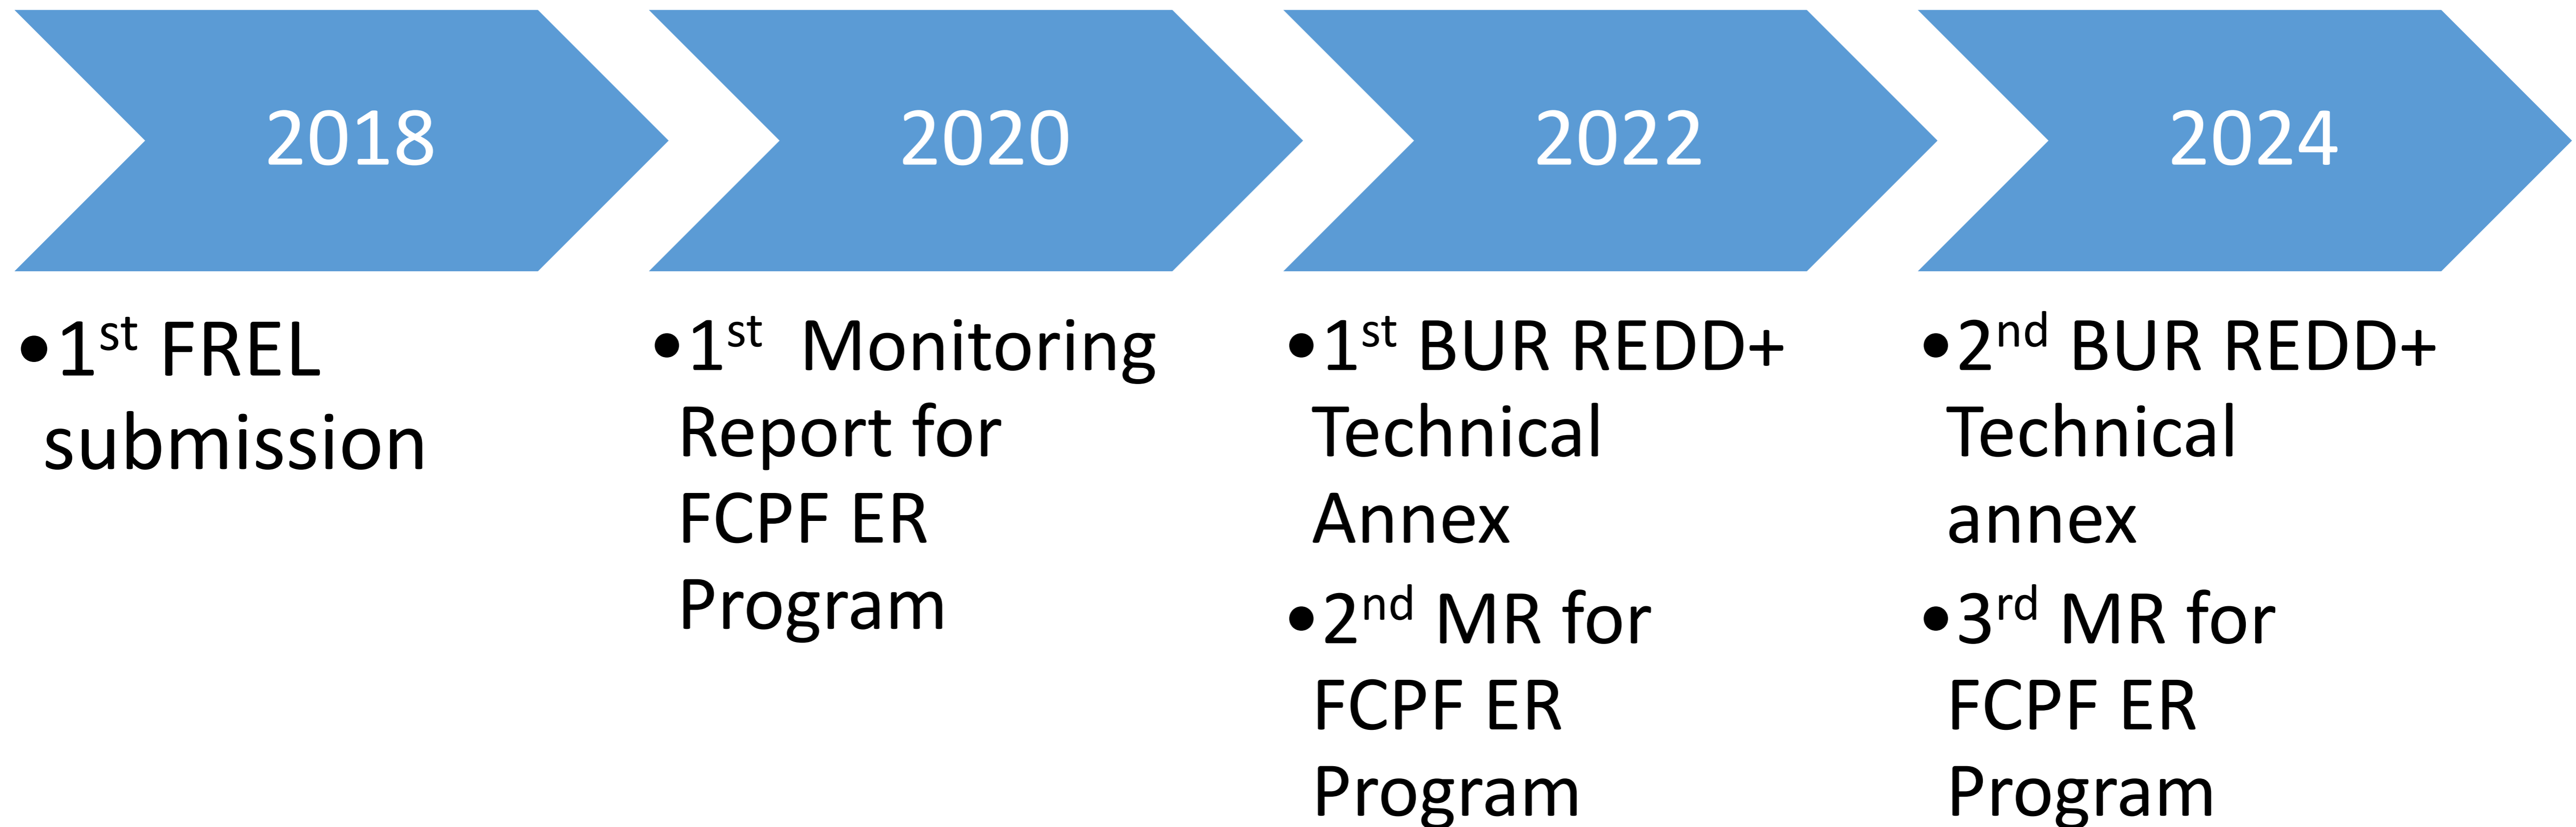 2018
•1st FREL
submission
2020
•1st Monitoring
Report for
FCPF ER
Program
2022
•1st BUR REDD+
Technical
Annex
•2nd MR for
FCPF ER
Program
2024
•2nd BUR REDD+
Technical
annex
•3rd MR for
FCPF ER
Program